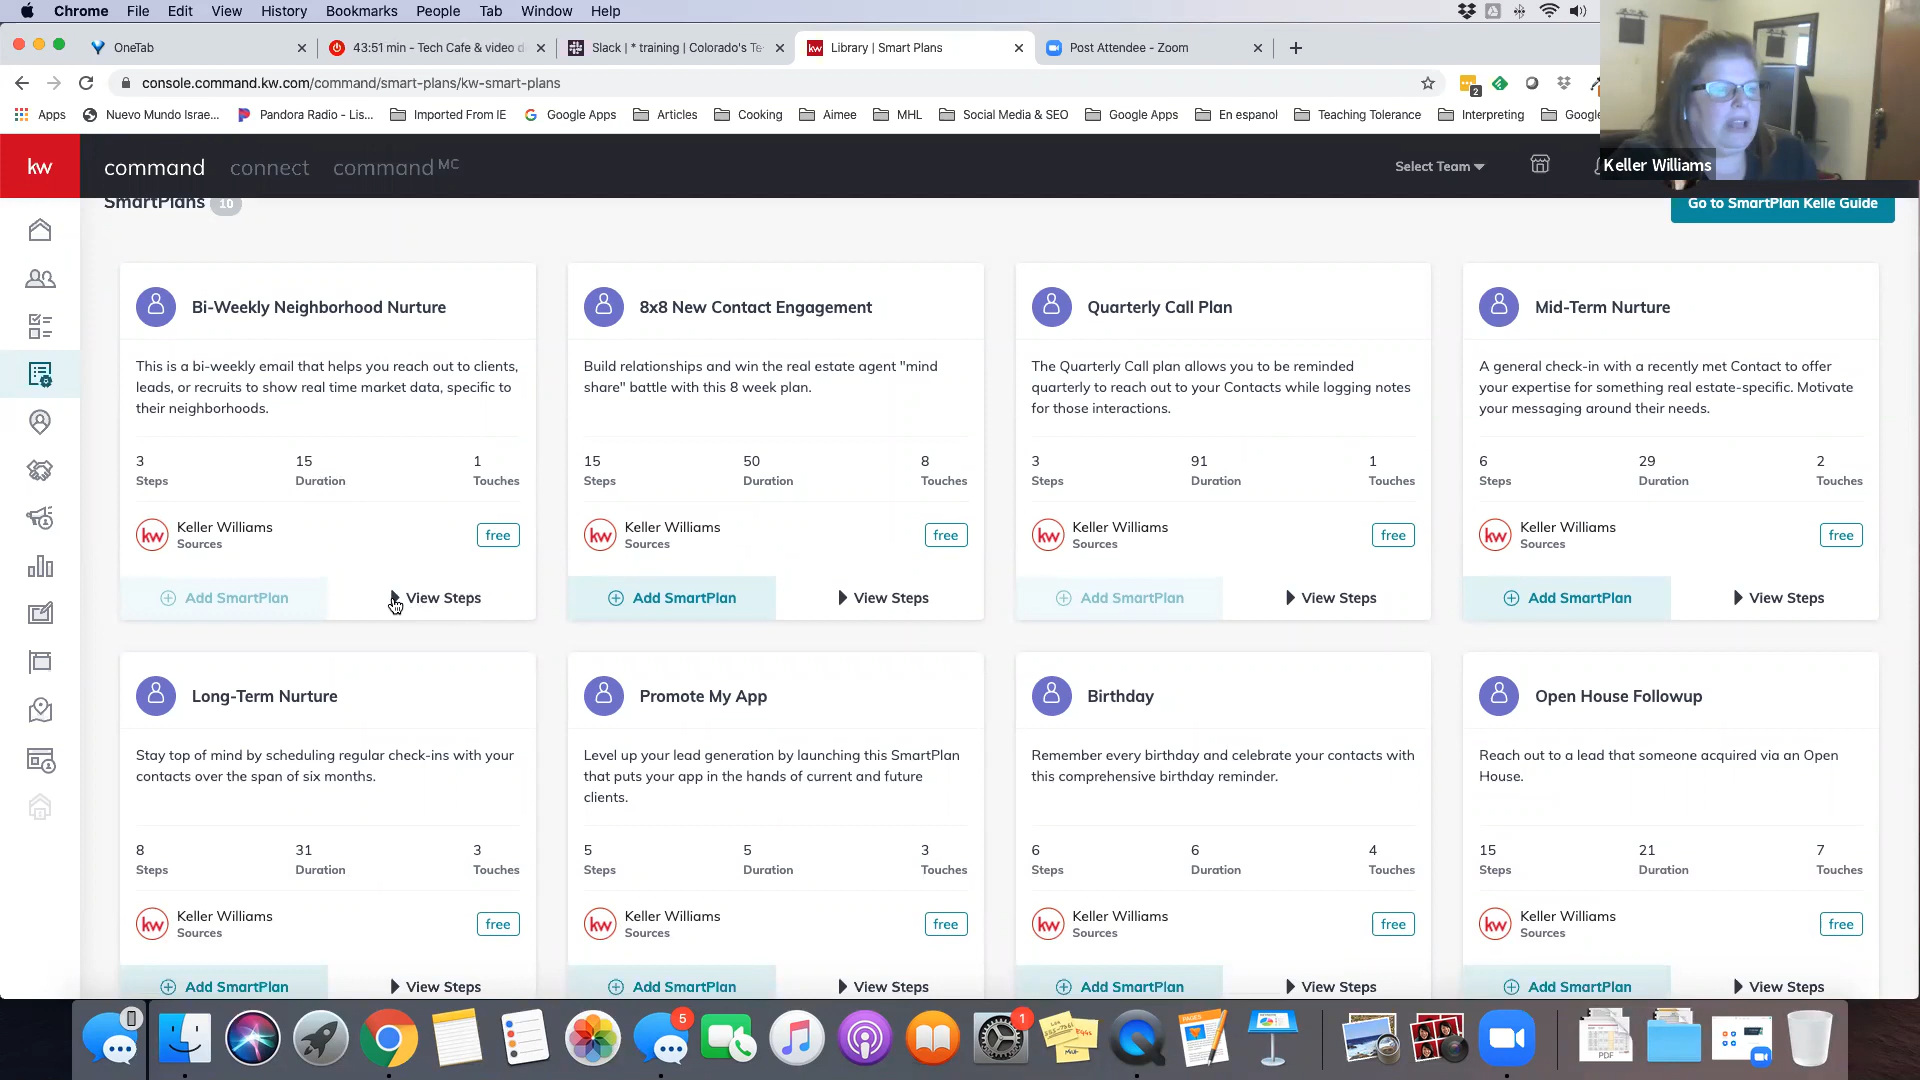 Chrome File Edit View History Bookmarks People Tab Window Help
OneTab
43:51 min - Tech Cafe & video d
Slack | * training | Colorado's Te
Library | Smart Plans
Post Attendee - Zoom
console.command.kw.com/command/smart-plans/kw-smart-plans
2
Apps Nuevo Mundo Israe... Pandora Radio - Lis... Imported From IE Google Apps Articles Cooking Aimee MHL Social Media & SEO Google Apps En espanol Teaching Tolerance Interpreting Google
kw command connect command MC Select Team
Keller Williams
SmartPlans 10 Go to SmartPlan Kelle Guide
Bi-Weekly Neighborhood Nurture
This is a bi-weekly email that helps you reach out to clients,
leads, or recruits to show real time market data, specific to
their neighborhoods.
3 15 1
Steps Duration Touches
kw Keller Williams
Sources
free
Add SmartPlan View Steps
8x8 New Contact Engagement
Build relationships and win the real estate agent "mind
share" battle with this 8 week plan.
15 50 8
Steps Duration Touches
kw Keller Williams
Sources
free
Add SmartPlan View Steps
Quarterly Call Plan
The Quarterly Call plan allows you to be reminded
quarterly to reach out to your Contacts while logging notes
for those interactions.
3 91 1
Steps Duration Touches
kw Keller Williams
Sources
free
Add SmartPlan View Steps
Mid-Term Nurture
A general check-in with a recently met Contact to offer
your expertise for something real estate-specific. Motivate
your messaging around their needs.
6 29 2
Steps Duration Touches
kw Keller Williams
Sources
free
Add SmartPlan View Steps
Long-Term Nurture
Stay top of mind by scheduling regular check-ins with your
contacts over the span of six months.
8 31 3
Steps Duration Touches
kw Keller Williams
Sources
free
Add SmartPlan View Steps
Promote My App
Level up your lead generation by launching this SmartPlan
that puts your app in the hands of current and future
clients.
5 5 3
Steps Duration Touches
kw Keller Williams
Sources
free
Add SmartPlan View Steps
Birthday
Remember every birthday and celebrate your contacts with
this comprehensive birthday reminder.
6 6 4
Steps Duration Touches
kw Keller Williams
Sources
free
Add SmartPlan View Steps
Open House Followup
Reach out to a lead that someone acquired via an Open
House.
15 21 7
Steps Duration Touches
kw Keller Williams
Sources
free
Add SmartPlan View Steps
5 1
PAGES
PDF